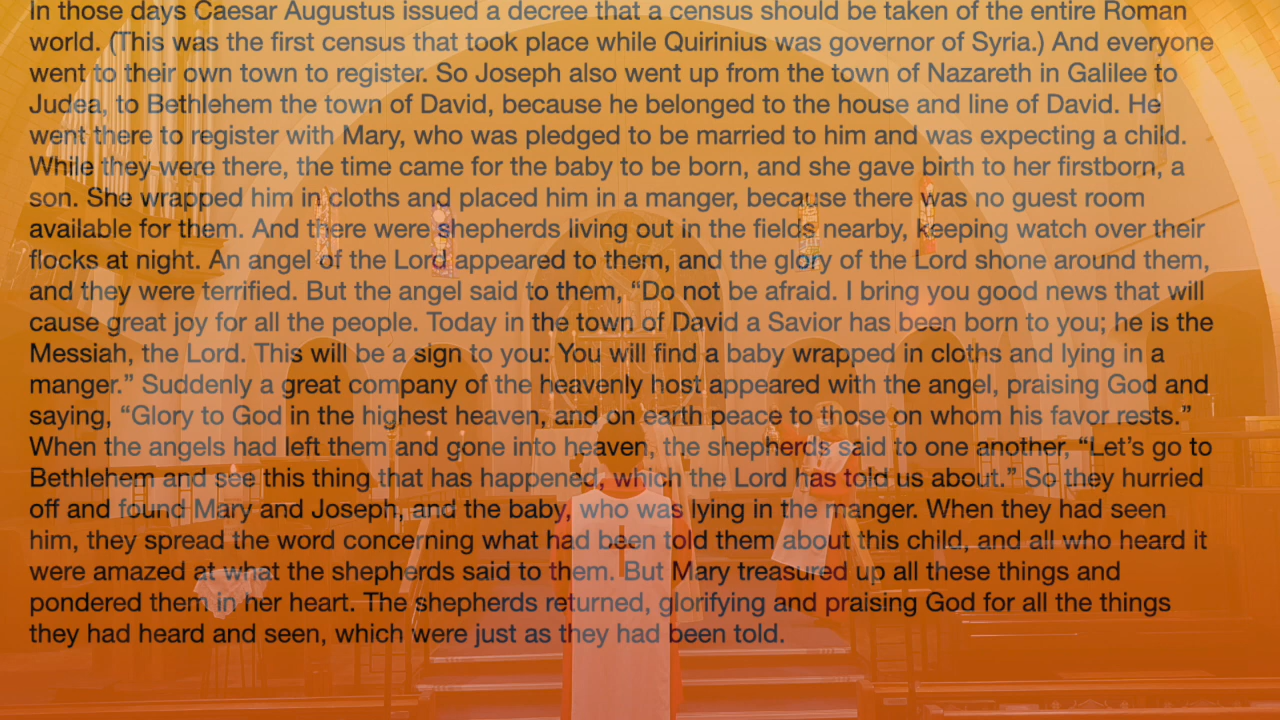 In those days Caesar Augustus issued a decree that a census should be taken of the entire Roman
world. (This was the first census that took place while Quirinius was governor of Syria.) And everyone
went to their own town to register. So Joseph also went up from the town of Nazareth in Galilee to
Judea, to Bethlehem the town of David, because he belonged to the house and line of David. He
went there to register with Mary, who was pledged to be married to him and was expecting a child.
While they were there, the time came for the baby to be born, and she gave birth to her firstborn, a
son. She wrapped him in cloths and placed him in a manger, because there was no guest room
available for them. And there were shepherds living out in the fields nearby, keeping watch over their
flocks at night. An angel of the Lord appeared to them, and the glory of the Lord shone around them,
and they were terrified. But the angel said to them, “Do not be afraid. I bring you good news that will
cause great joy for all the people. Today in the town of David a Savior has been born to you; he is the
Messiah, the Lord. This will be a sign to you: You will find a baby wrapped in cloths and lying in a
manger.” Suddenly a great company of the heavenly host appeared with the angel, praising God and
saying, “Glory to God in the highest heaven, and on earth peace to those on whom his favor rests.”
When the angels had left them and gone into heaven, the shepherds said to one another, “Let’s go to
Bethlehem and see this thing that has happened, which the Lord has told us about.” So they hurried
off and found Mary and Joseph, and the baby, who was lying in the manger. When they had seen
him, they spread the word concerning what had been told them about this child, and all who heard it
were amazed at what the shepherds said to them. But Mary treasured up all these things and
pondered them in her heart. The shepherds returned, glorifying and praising God for all the things
they had heard and seen, which were just as they had been told.